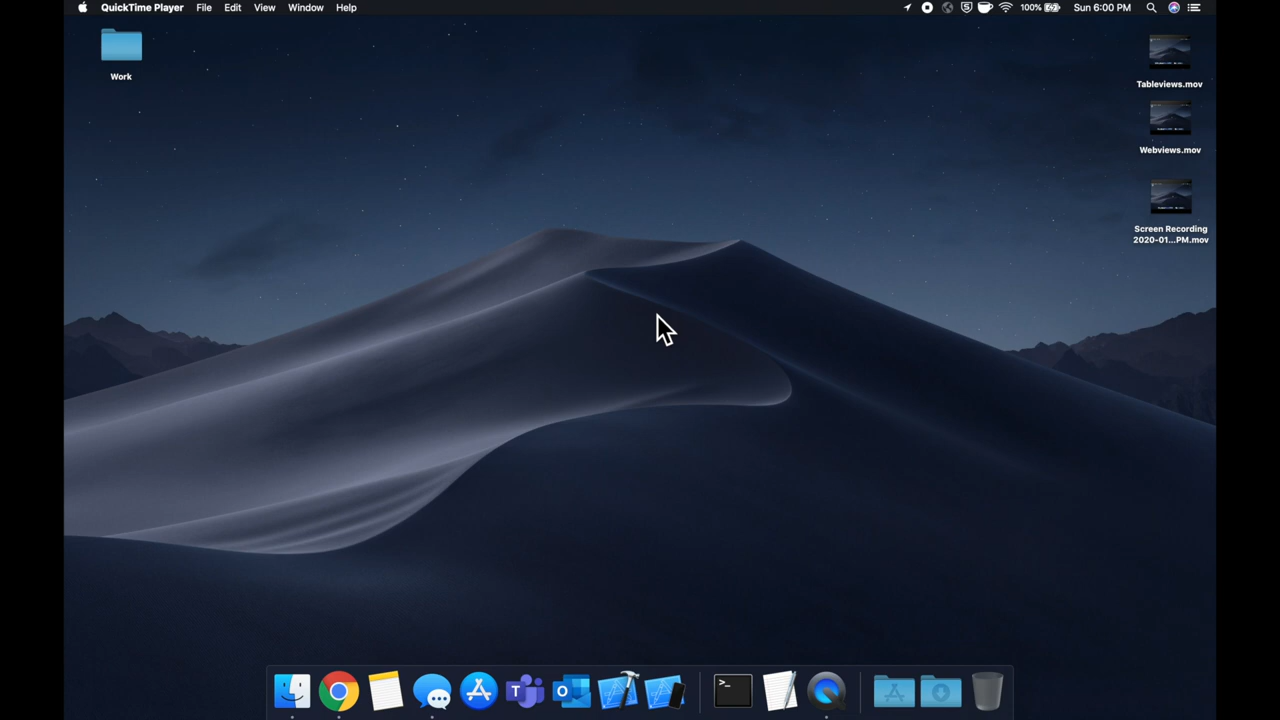 QuickTime Player File Edit View Window Help 5 100% Sun 6:00 PM
Work
Tableviews.mov
Webviews.mov
Screen Recording
2020-01...PM.mov
T O >_